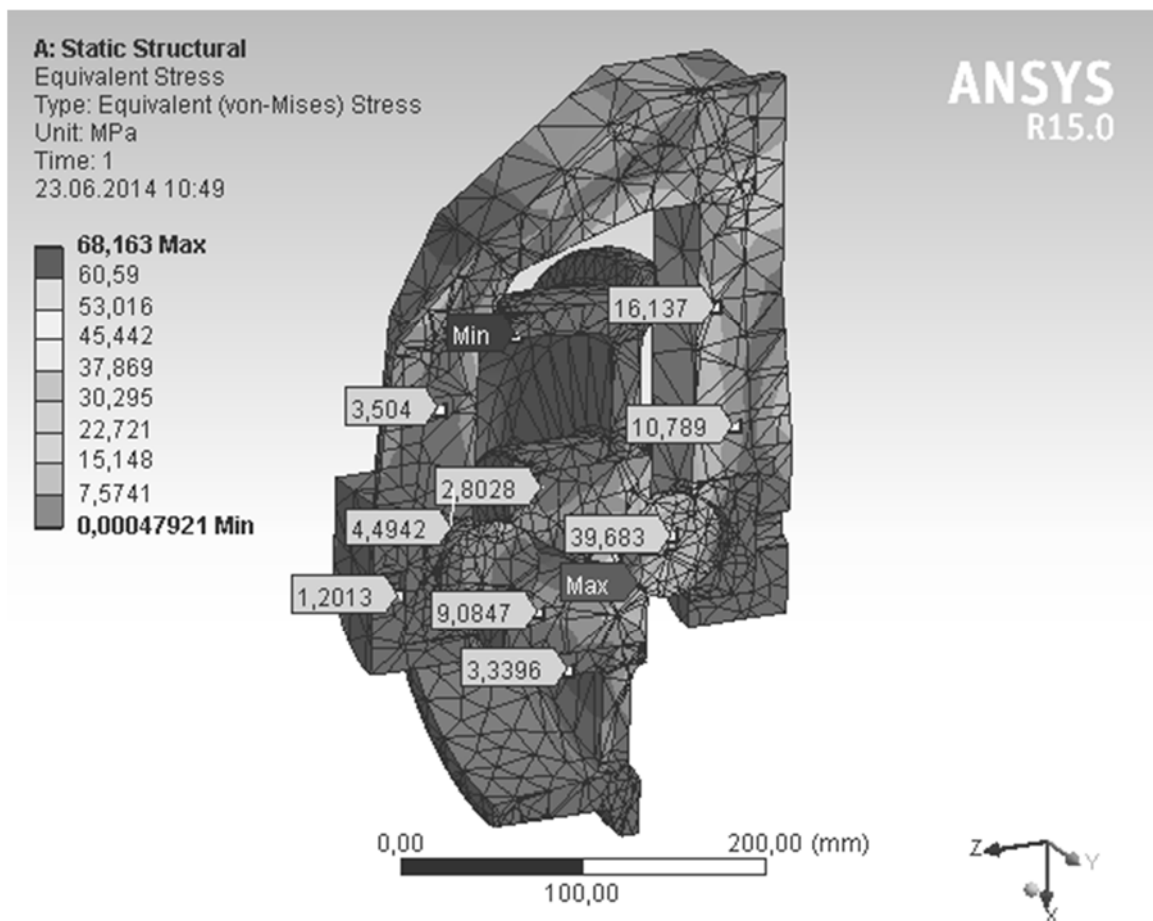 A: Static Structural
Equivalent Stress
Type: Equivalent (von-Mises) Stress
Unit: MPa
Time: 1
23.06.2014 10:49
ANSYS
R15.0
68,163 Max
60,59
53,016
45,442
37,869
30,295
22,721
15,148
7,5741
0,00047921 Min
16,137
Min
3,504
10,789
2,8028
4,4942
39,683
Max
1,2013
9,0847
3,3396
0,00
200,00 (mm)
100,00
Z
Y
X